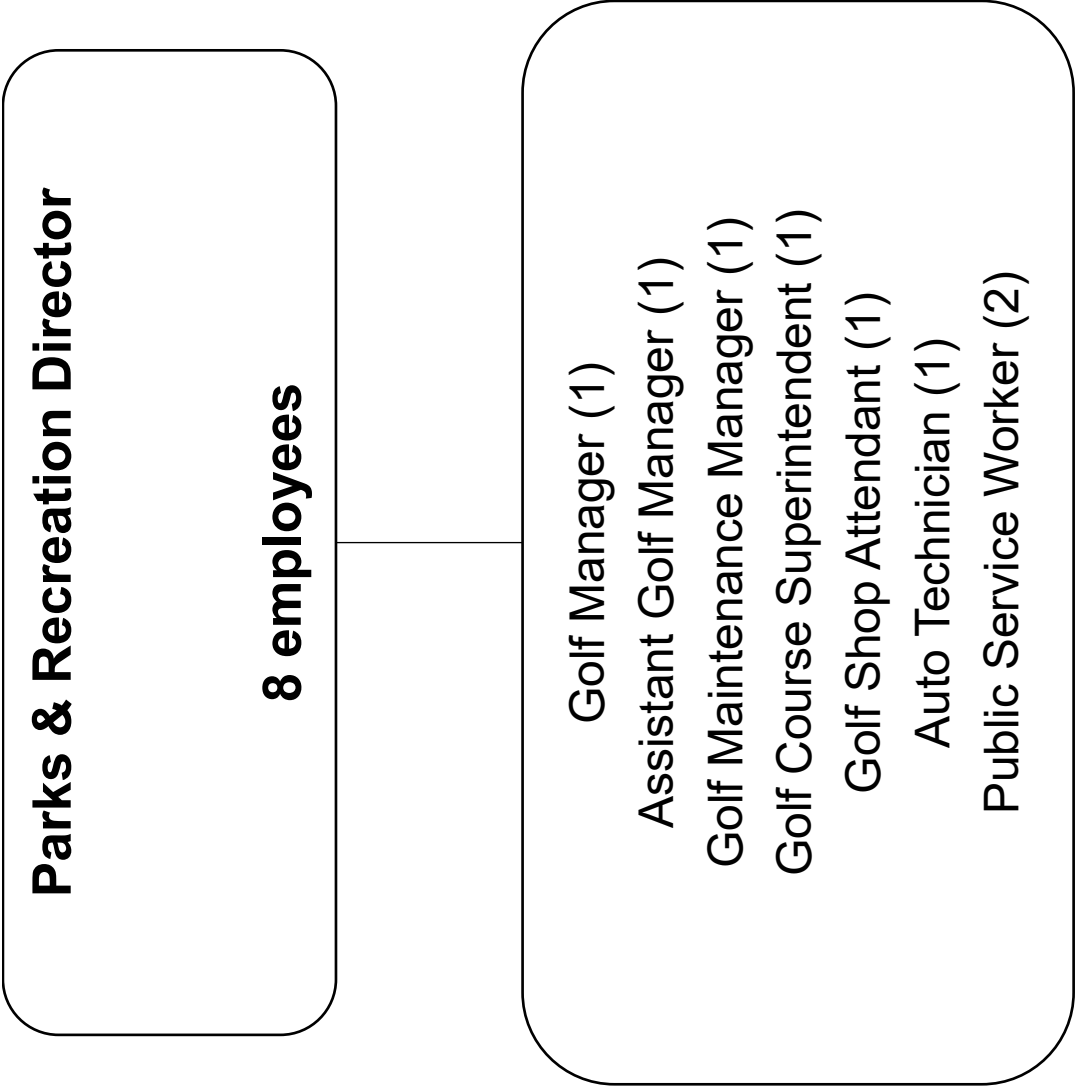 Parks & Recreation Director
8 employees
Golf Manager (1)
Assistant Golf Manager (1)
Golf Maintenance Manager (1)
Golf Course Superintendent (1)
Golf Shop Attendant (1)
Auto Technician (1)
Public Service Worker (2)